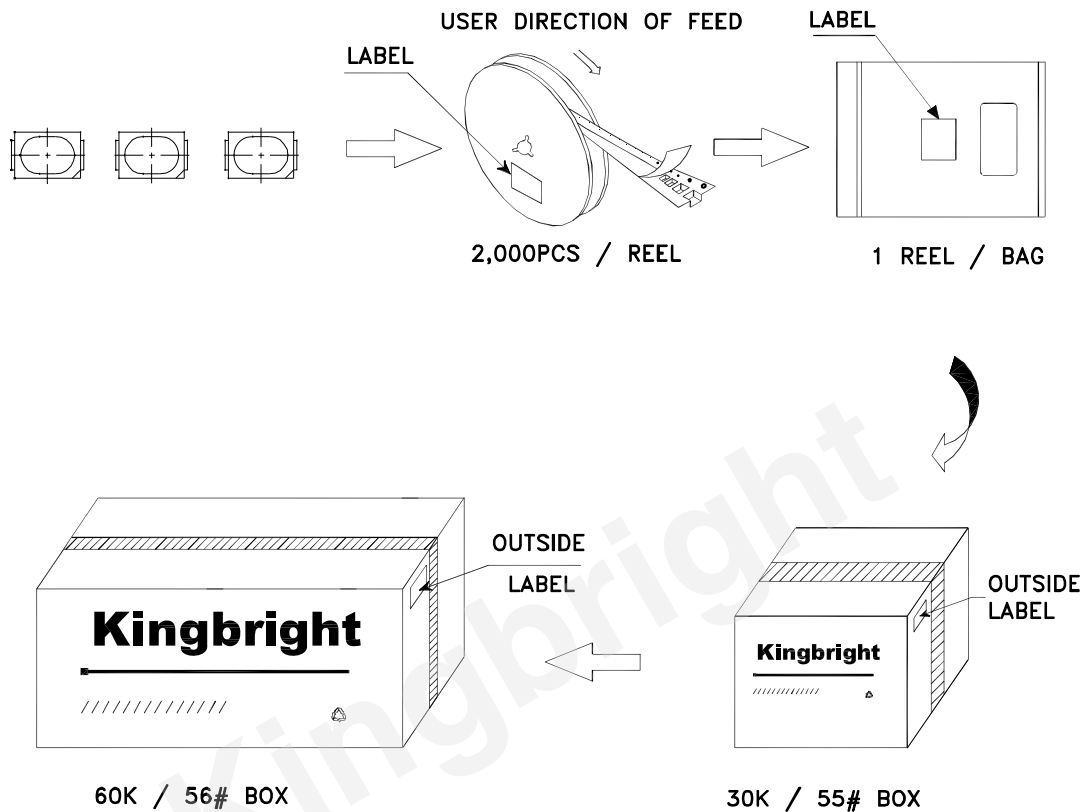 USER DIRECTION OF FEED
LABEL
LABEL
2,000PCS / REEL
1 REEL / BAG
OUTSIDE
LABEL
Kingbright
60K / 56# BOX
OUTSIDE
LABEL
Kingbright
30K / 55# BOX
Kingbright